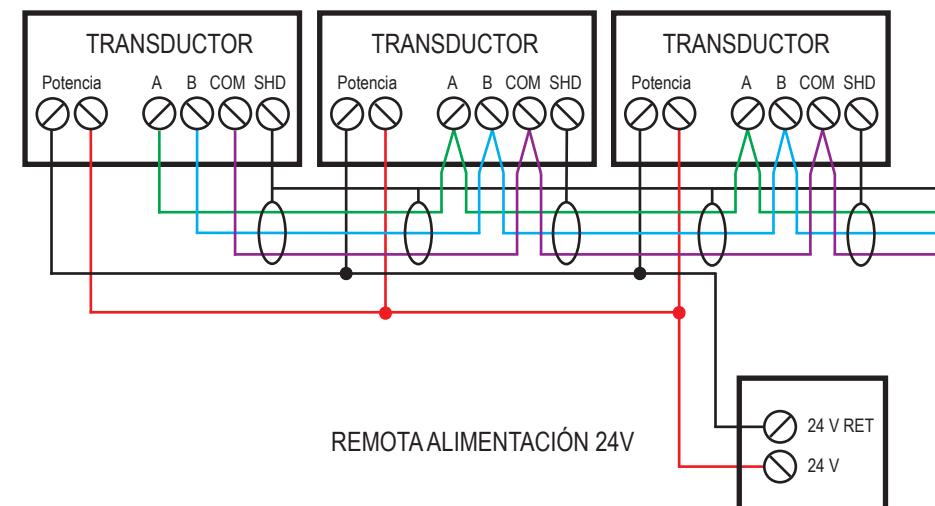 TRANSDUCTOR TRANSDUCTOR TRANSDUCTOR
Potencia A B COM SHD Potencia A B COM SHD Potencia A B COM SHD
24 V RET
REMOTA ALIMENTACIÓN 24V
24 V